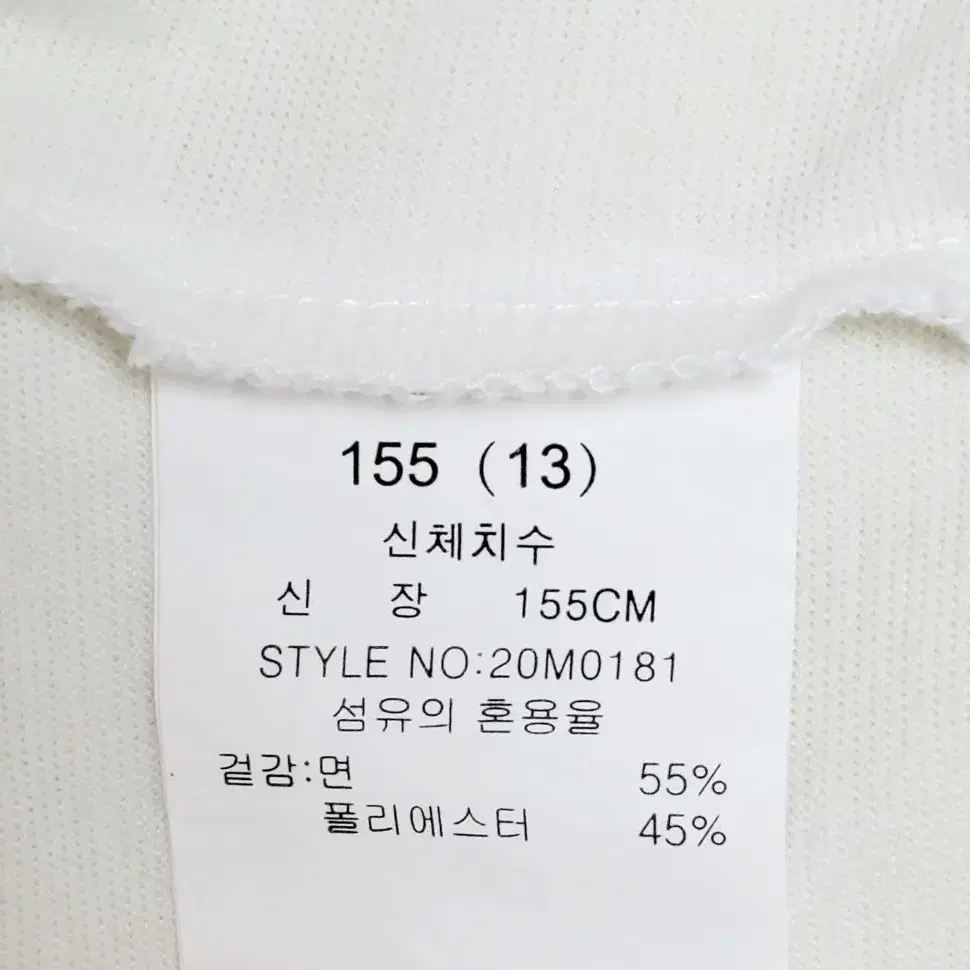 155 (13)
신체치수
신 장 155CM
STYLE NO:20M0181
섬유의 혼용율
겉감:면 55%
폴리에스터 45%